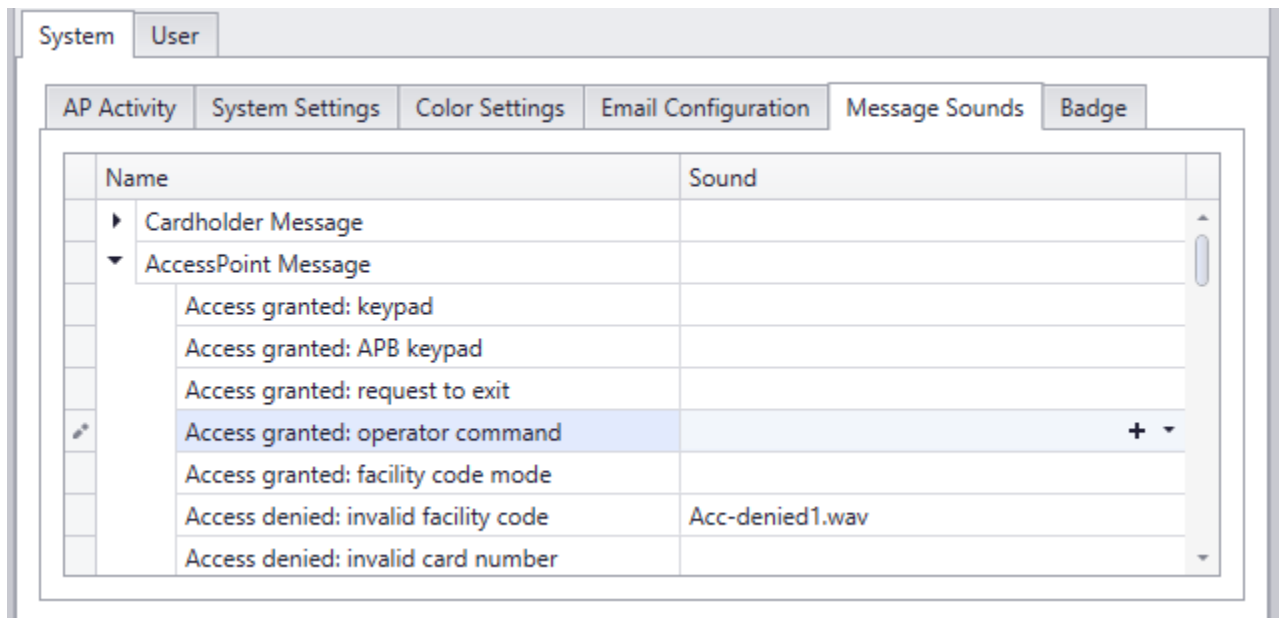 System User
AP Activity System Settings Color Settings Email Configuration Message Sounds Badge
Name Sound
Cardholder Message
AccessPoint Message
Access granted: keypad
Access granted: APB keypad
Access granted: request to exit
Access granted: operator command
Access granted: facility code mode
Access denied: invalid facility code Acc-denied1.wav
Access denied: invalid card number